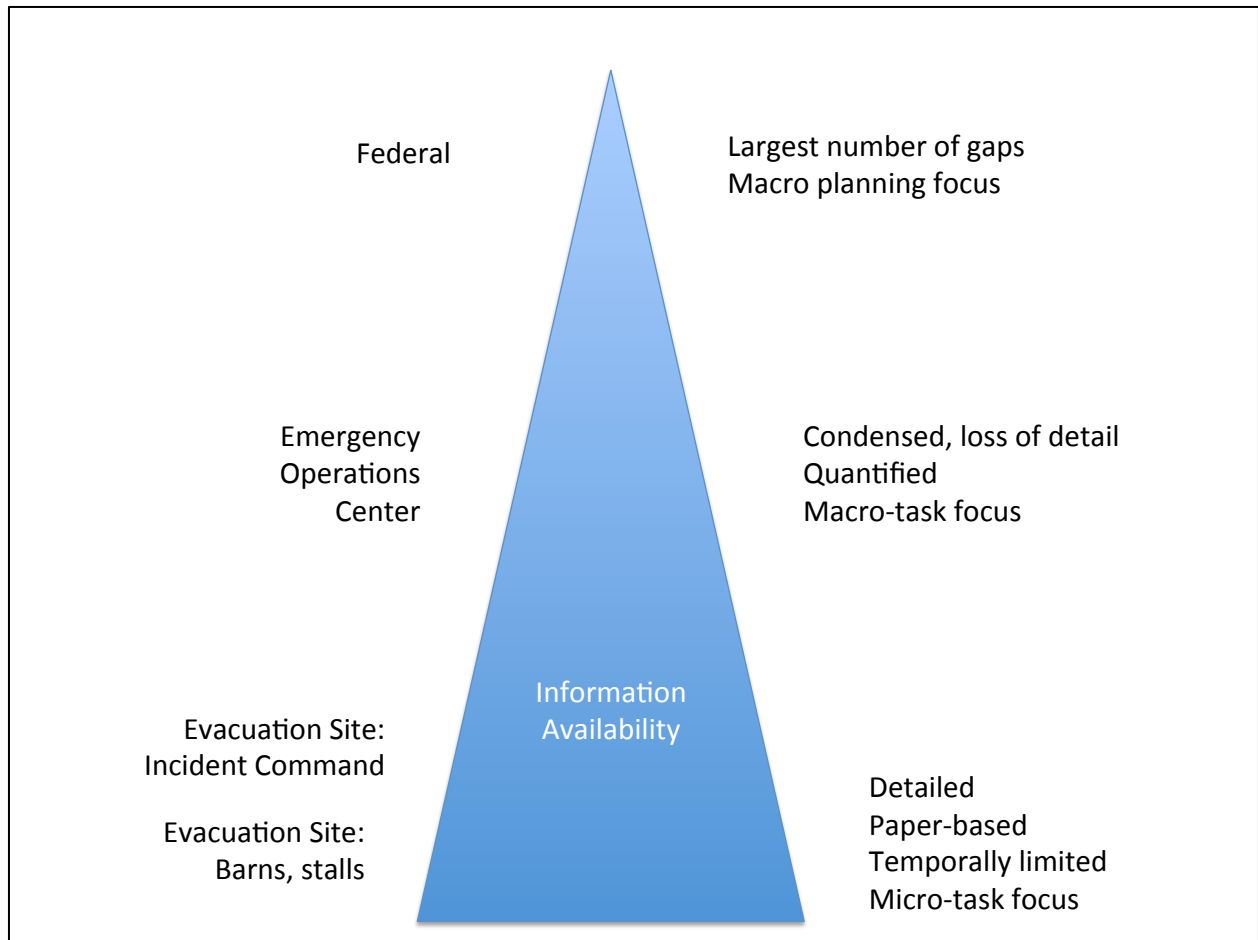 Federal
Largest number of gaps
Macro planning focus
Emergency
Operations
Center
Condensed, loss of detail
Quantified
Macro-task focus
Information
Availability
Evacuation Site:
Incident Command
Evacuation Site:
Barns, stalls
Detailed
Paper-based
Temporally limited
Micro-task focus